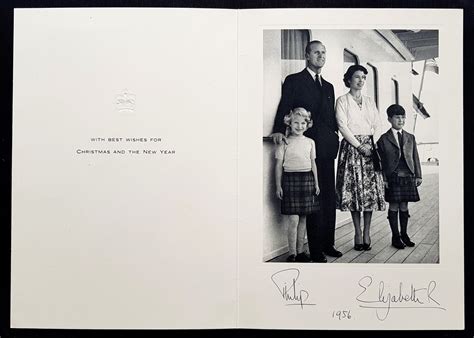 WITH BEST WISHES FOR
CHRISTMAS AND THE NEW YEAR
Philip
Elizabeth R
1956